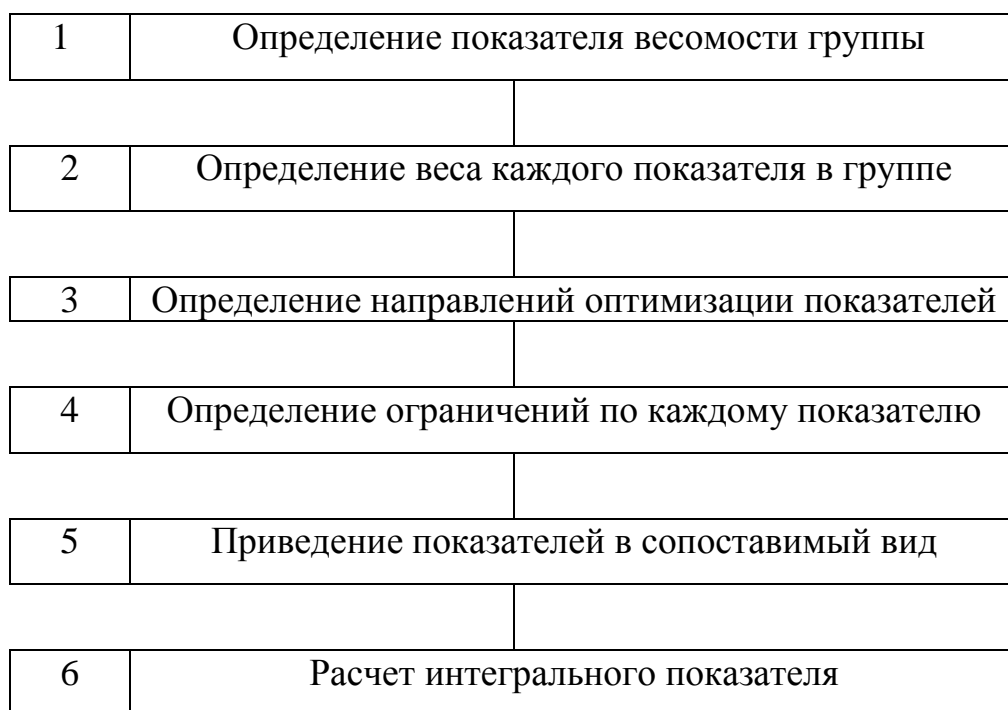 1 Определение показателя весомости группы
2 Определение веса каждого показателя в группе
3 Определение направлений оптимизации показателей
4 Определение ограничений по каждому показателю
5 Приведение показателей в сопоставимый вид
6 Расчет интегрального показателя